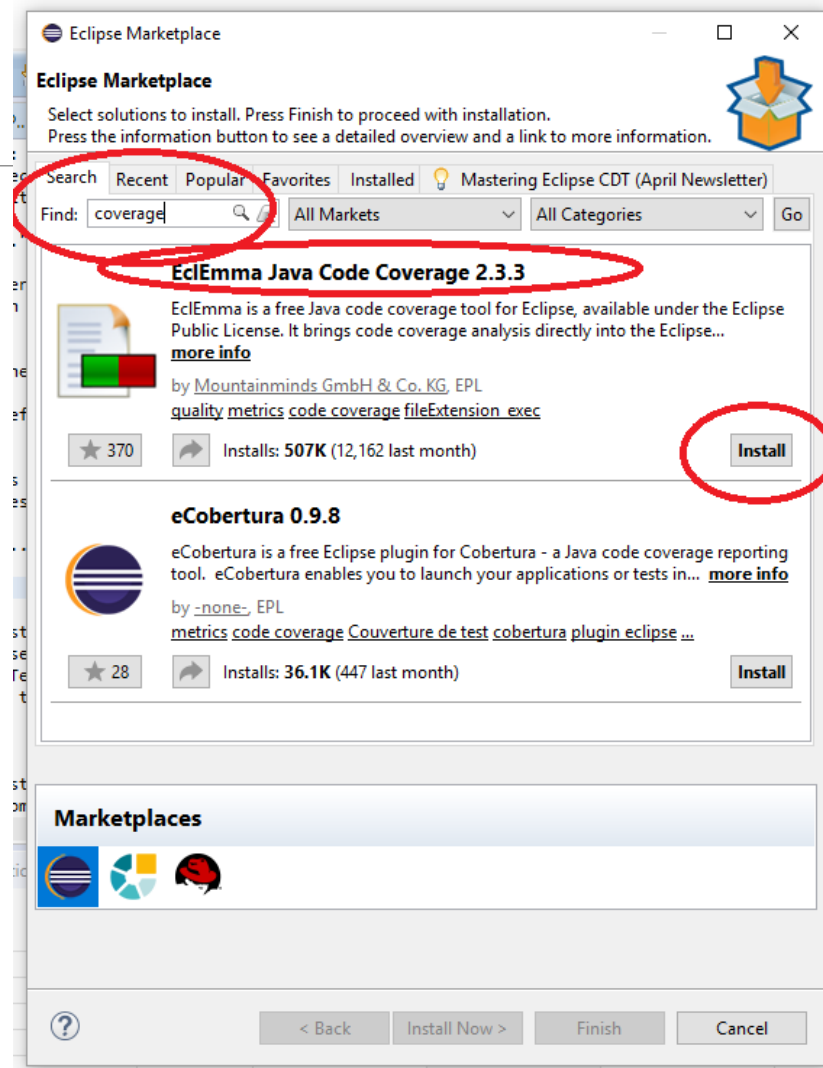 Eclipse Marketplace
Eclipse Marketplace
Select solutions to install. Press Finish to proceed with installation.
Press the information button to see a detailed overview and a link to more information.
Search Recent Popular Favorites Installed Mastering Eclipse CDT (April Newsletter)
Find: coverage All Markets All Categories Go
EclEmma Java Code Coverage 2.3.3
EclEmma is a free Java code coverage tool for Eclipse, available under the Eclipse
Public License. It brings code coverage analysis directly into the Eclipse...
more info
by Mountainminds GmbH & Co. KG, EPL
quality metrics code coverage fileExtension_exec
370 Installs: 507K (12,162 last month) Install
eCobertura 0.9.8
eCobertura is a free Eclipse plugin for Cobertura - a Java code coverage reporting
tool. eCobertura enables you to launch your applications or tests in... more info
by -none-, EPL
metrics code coverage Couverture de test cobertura plugin eclipse ...
28 Installs: 36.1K (447 last month) Install
Marketplaces
? < Back Install Now > Finish Cancel